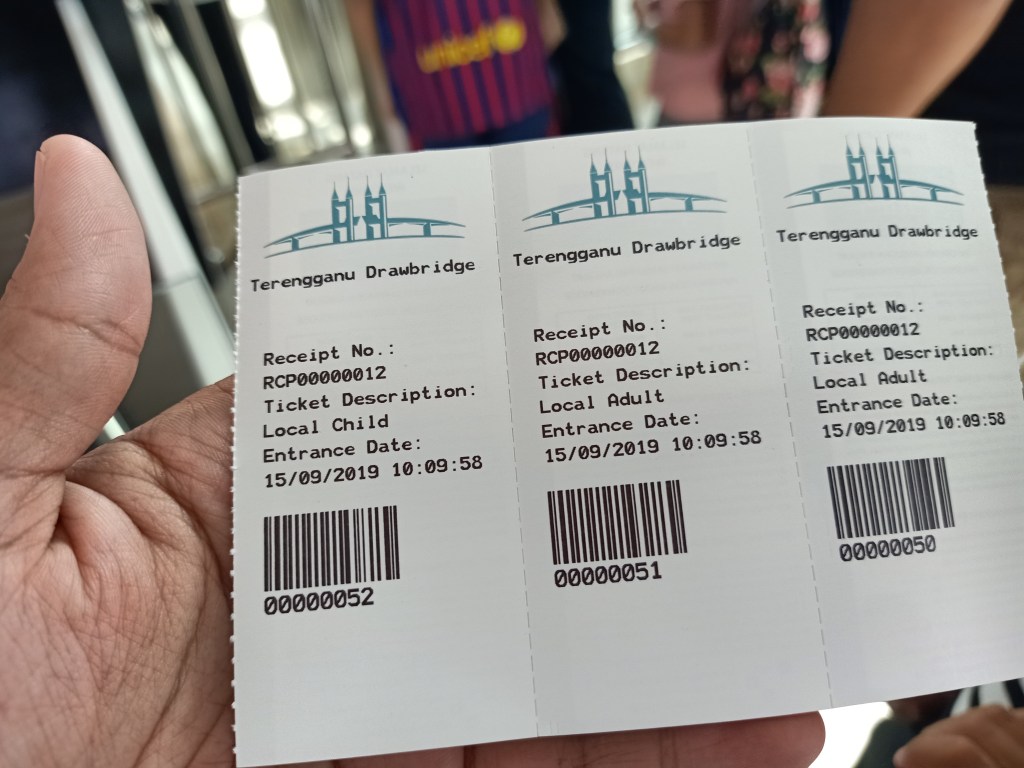 unicef
Terengganu Drawbridge
Receipt No.:
RCP00000012
Ticket Description:
Local Child
Entrance Date:
15/09/2019 10:09:58
00000052
Terengganu Drawbridge
Receipt No.:
RCP00000012
Ticket Description:
Local Adult
Entrance Date:
15/09/2019 10:09:58
00000051
Terengganu Drawbridge
Receipt No.:
RCP00000012
Ticket Description:
Local Adult
Entrance Date:
15/09/2019 10:09:58
00000050